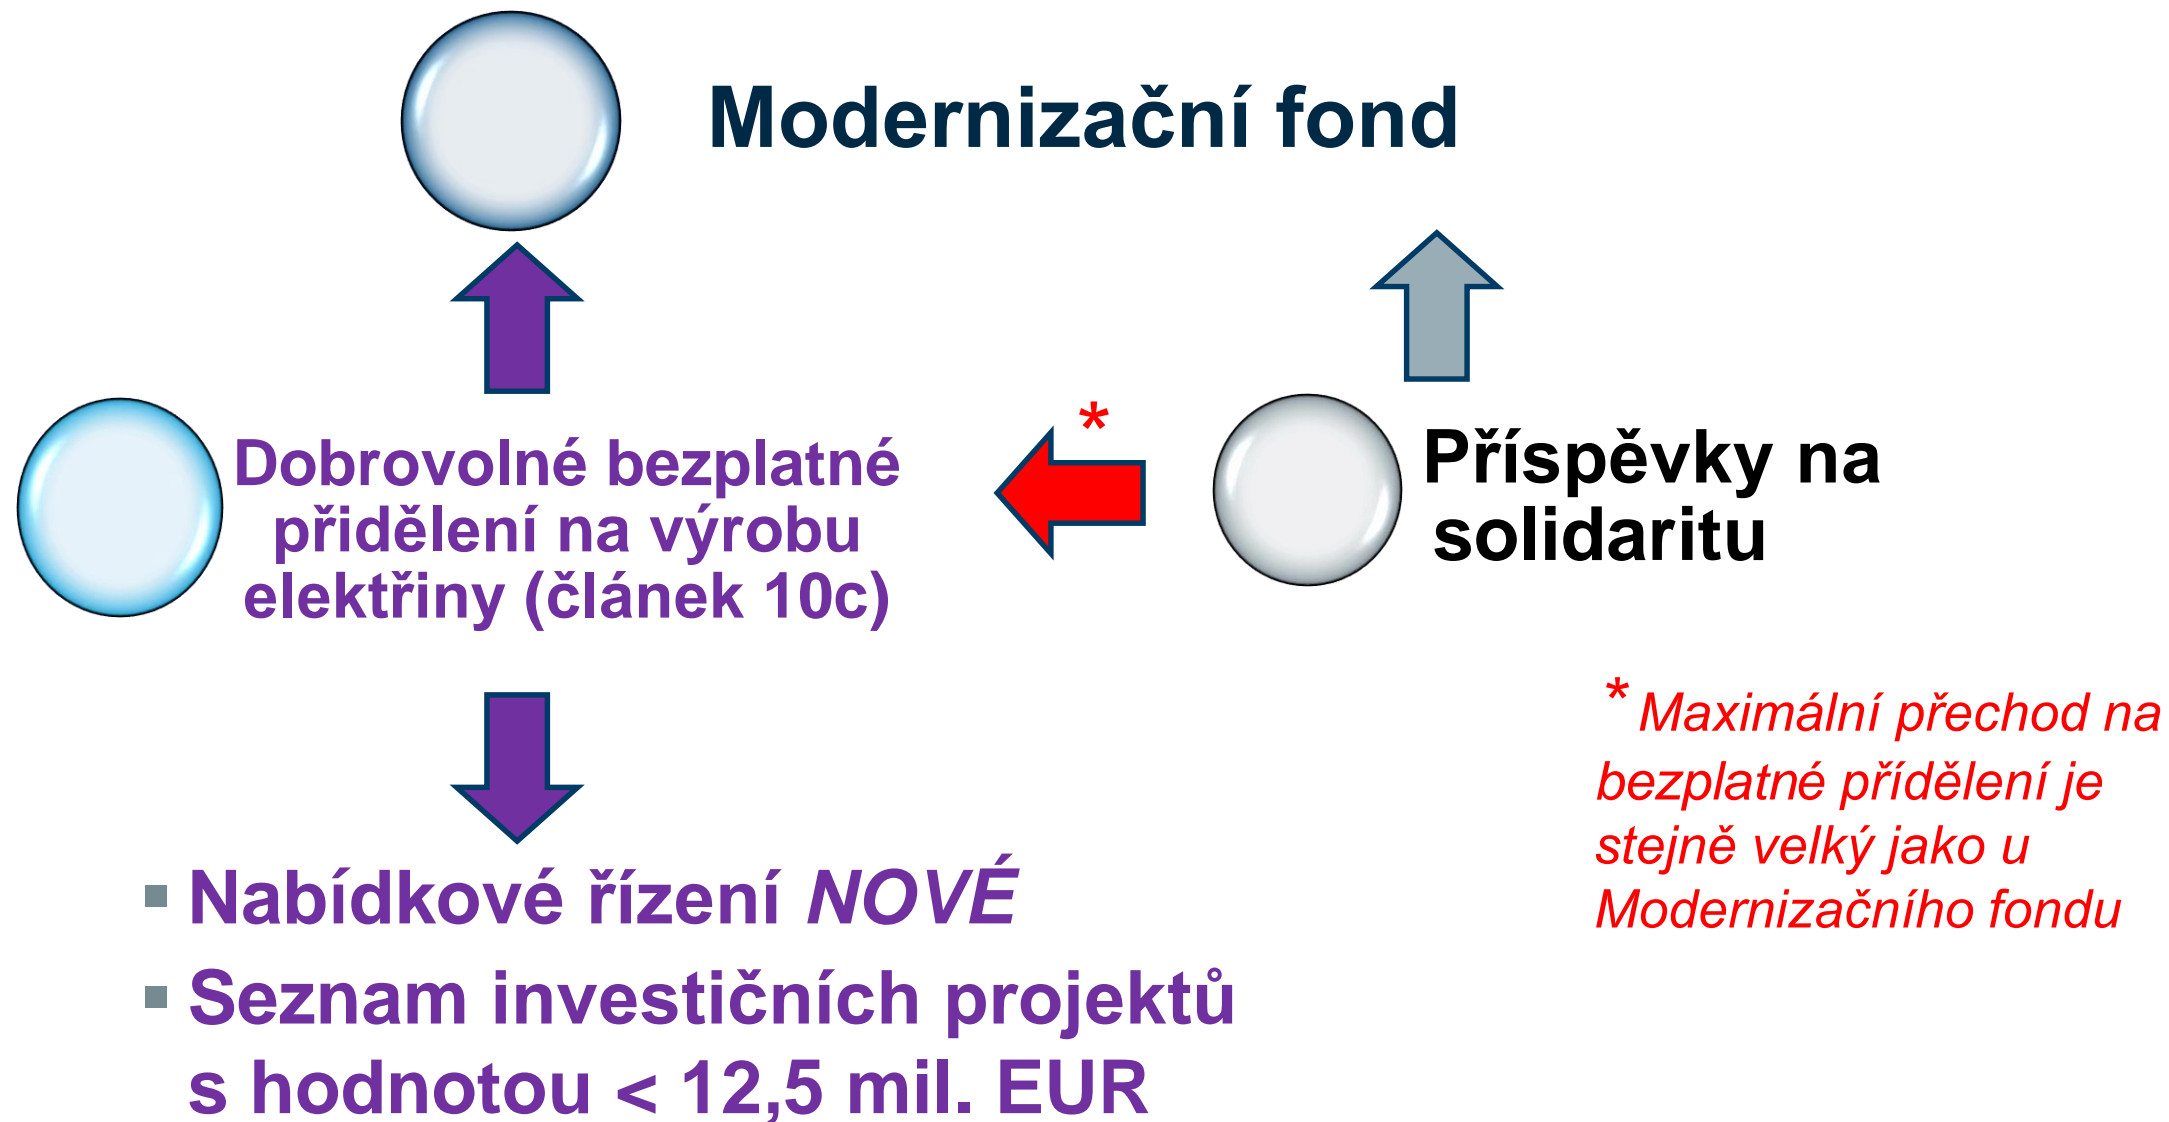 Modernizační fond
Dobrovolné bezplatné
přidělení na výrobu
elektřiny (článek 10c)
*
Příspěvky na
solidaritu
* Maximální přechod na
bezplatné přídělení je
stejně velký jako u
Modernizačního fondu
▪ Nabídkové řízení NOVÉ
▪ Seznam investičních projektů
s hodnotou < 12,5 mil. EUR